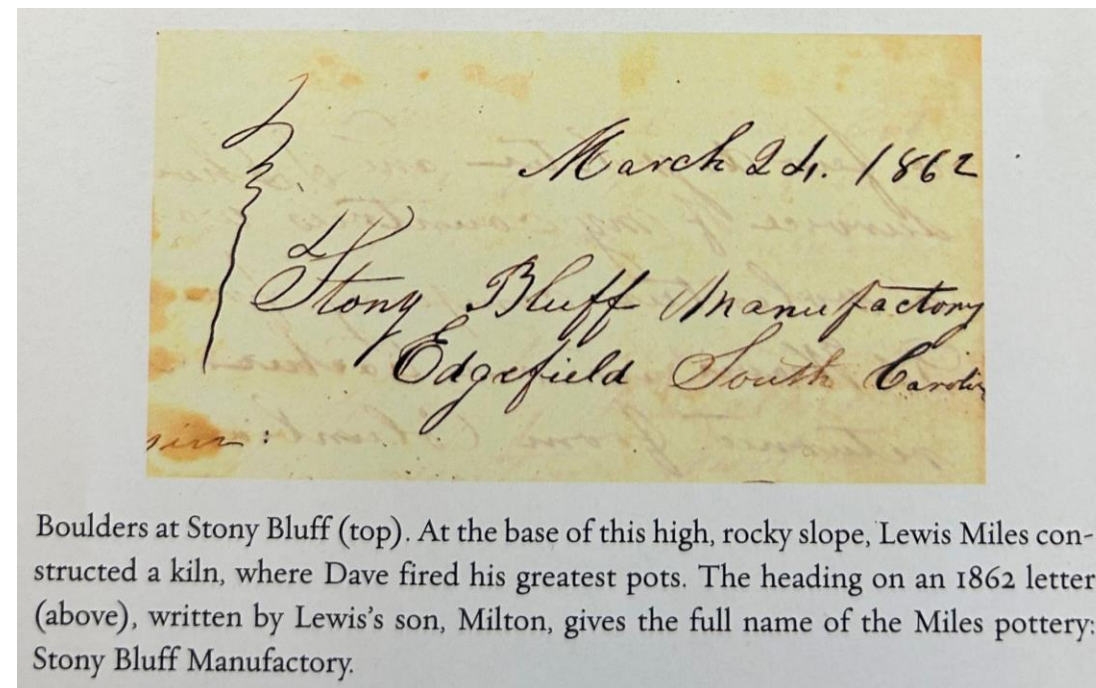 March 24. 1862
Stony Bluff Manufactory
Edgefield South Carolin
Boulders at Stony Bluff (top). At the base of this high, rocky slope, Lewis Miles con-
structed a kiln, where Dave fired his greatest pots. The heading on an 1862 letter
(above), written by Lewis’s son, Milton, gives the full name of the Miles pottery:
Stony Bluff Manufactory.